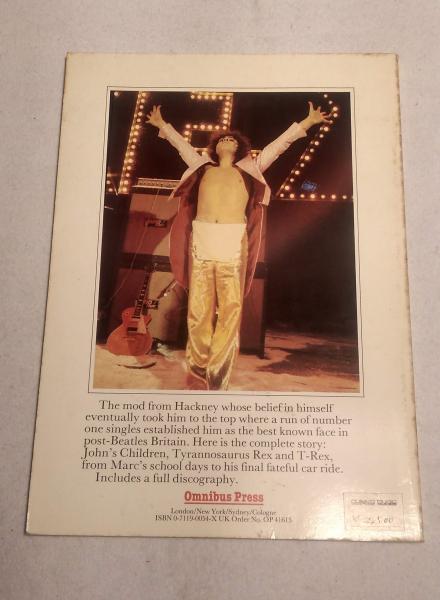 The mod from Hackney whose belief in himself
eventually took him to the top where a run of number
one singles established him as the best known face in
post-Beatles Britain. Here is the complete story:
John's Children, Tyrannosaurus Rex and T-Rex,
from Marc's school days to his final fateful car ride.
Includes a full discography.
Omnibus Press
London/New York/Sydney/Cologne
ISBN 0-7119-0054-X UK Order No. OP 41615